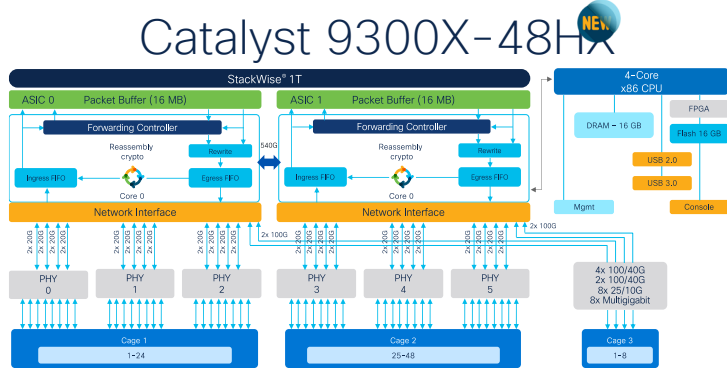 Catalyst 9300X-48HX
NEW
StackWise® 1T
ASIC 0
Packet Buffer (16 MB)
Forwarding Controller
Reassembly
crypto
Rewrite
Ingress FIFO
Egress FIFO
Core 0
Network Interface
540G
ASIC 1
Packet Buffer (16 MB)
Forwarding Controller
Reassembly
crypto
Rewrite
Ingress FIFO
Egress FIFO
Core 0
Network Interface
4-Core
x86 CPU
DRAM – 16 GB
FPGA
Flash 16 GB
USB 2.0
USB 3.0
Mgmt
Console
2x 20G
2x 20G
2x 20G
2x 20G
2x 20G
2x 20G
2x 20G
2x 20G
2x 20G
2x 20G
2x 20G
2x 20G
2x 100G
2x 20G
2x 20G
2x 20G
2x 20G
2x 20G
2x 20G
2x 20G
2x 20G
2x 20G
2x 20G
2x 20G
2x 20G
2x 100G
PHY
0
PHY
1
PHY
2
PHY
3
PHY
4
PHY
5
4x 100/40G
2x 100/40G
8x 25/10G
8x Multigigabit
Cage 1
1-24
Cage 2
25-48
Cage 3
1-8